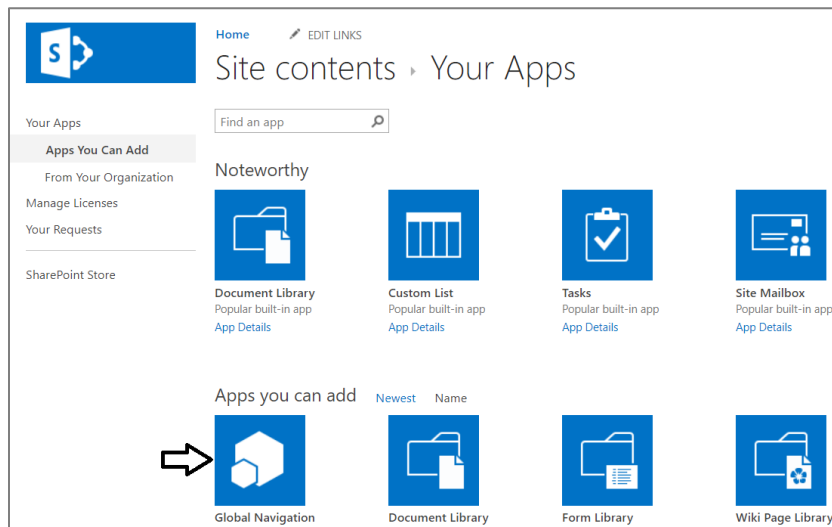 S
Home EDIT LINKS
Site contents Your Apps
Find an app
Your Apps
Apps You Can Add
From Your Organization
Manage Licenses
Your Requests
SharePoint Store
Noteworthy
Document Library Custom List Tasks Site Mailbox
Popular built-in app Popular built-in app Popular built-in app Popular built-in app
App Details App Details App Details App Details
Apps you can add Newest Name
Global Navigation Document Library Form Library Wiki Page Library